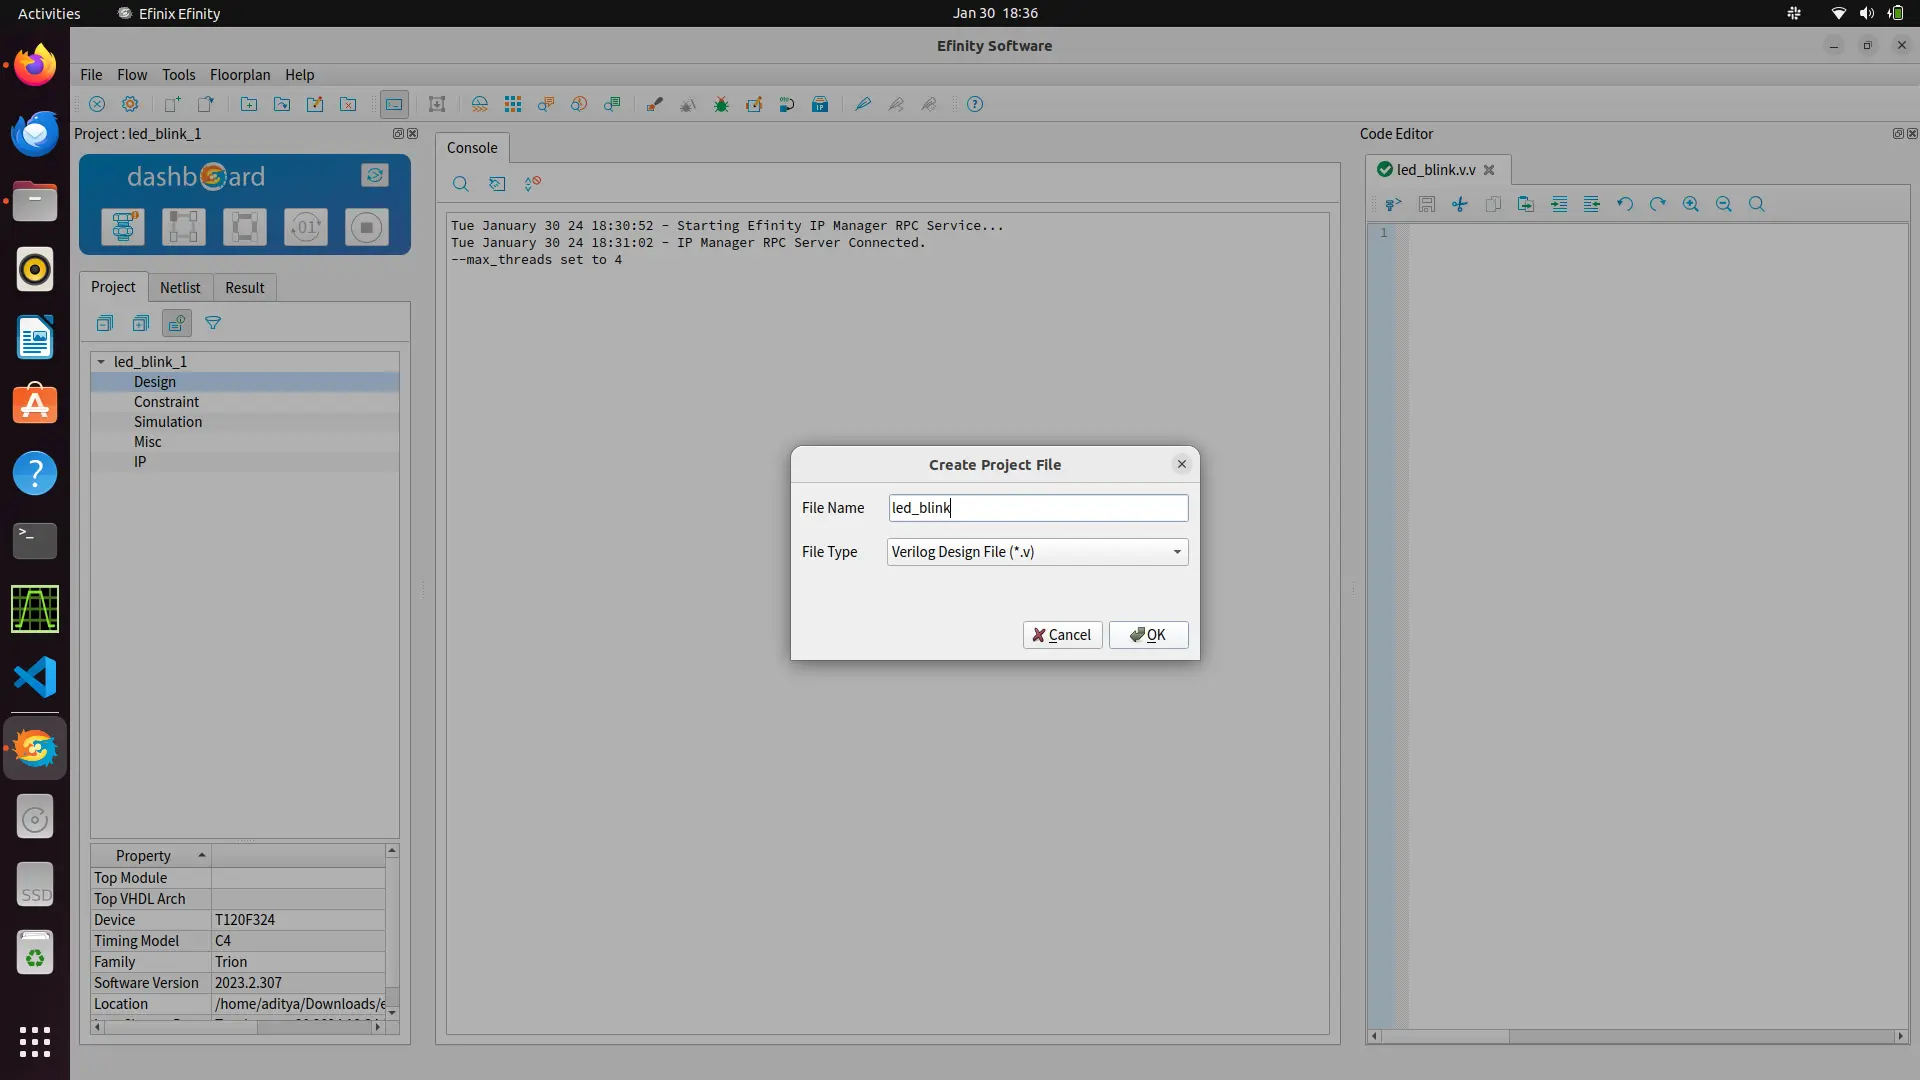 Activities
Efinix Efinity
Jan 30 18:36
Efinity Software
File Flow Tools Floorplan Help
Project : led_blink_1
dashboard
01
Project Netlist Result
led_blink_1
Design
Constraint
Simulation
Misc
IP
Property
Top Module
Top VHDL Arch
Device T120F324
Timing Model C4
Family Trion
Software Version 2023.2.307
Location /home/aditya/Downloads/e
Console
Tue January 30 24 18:30:52 - Starting Efinity IP Manager RPC Service...
Tue January 30 24 18:31:02 - IP Manager RPC Server Connected.
--max_threads set to 4
Create Project File
File Name led_blink
File Type Verilog Design File (*.v)
Cancel OK
Code Editor
led_blink.v.v
1
SSD
IP